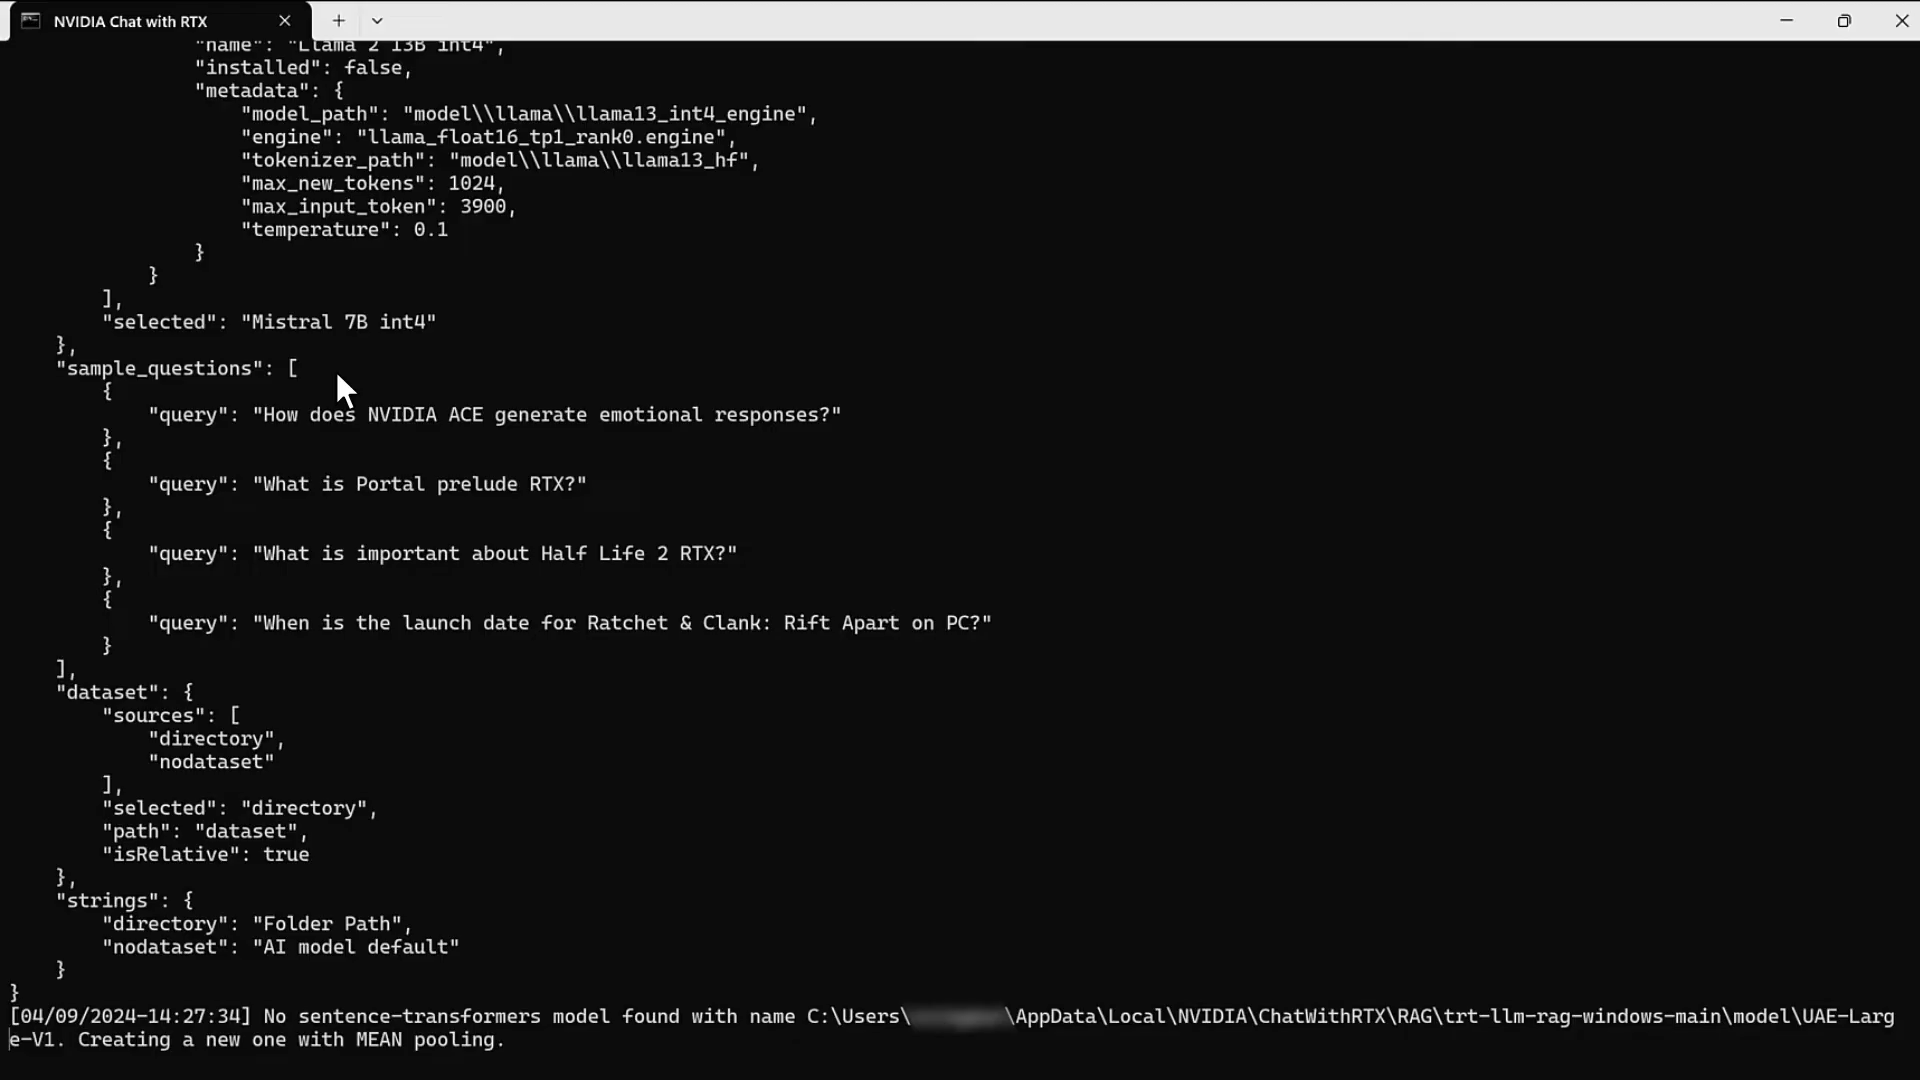 NVIDIA Chat with RTX
"name": "Llama 2 13B int4",
"installed": false,
"metadata": {
"model_path": "model\\llama\\llama13_int4_engine",
"engine": "llama_float16_tp1_rank0.engine",
"tokenizer_path": "model\\llama\\llama13_hf",
"max_new_tokens": 1024,
"max_input_token": 3900,
"temperature": 0.1
}
}
],
"selected": "Mistral 7B int4"
},
"sample_questions": [
{
"query": "How does NVIDIA ACE generate emotional responses?"
},
{
"query": "What is Portal prelude RTX?"
},
{
"query": "What is important about Half Life 2 RTX?"
},
{
"query": "When is the launch date for Ratchet & Clank: Rift Apart on PC?"
}
],
"dataset": {
"sources": [
"directory",
"nodataset"
],
"selected": "directory",
"path": "dataset",
"isRelative": true
},
"strings": {
"directory": "Folder Path",
"nodataset": "AI model default"
}
}
[04/09/2024-14:27:34] No sentence-transformers model found with name C:\Users\ \AppData\Local\NVIDIA\ChatWithRTX\RAG\trt-llm-rag-windows-main\model\UAE-Larg
e-V1. Creating a new one with MEAN pooling.